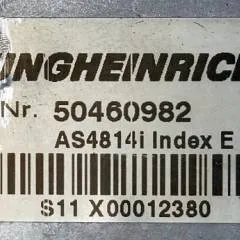 UNGHEINRICH
Nr. 50460982
AS4814i Index E
S11 X00012380